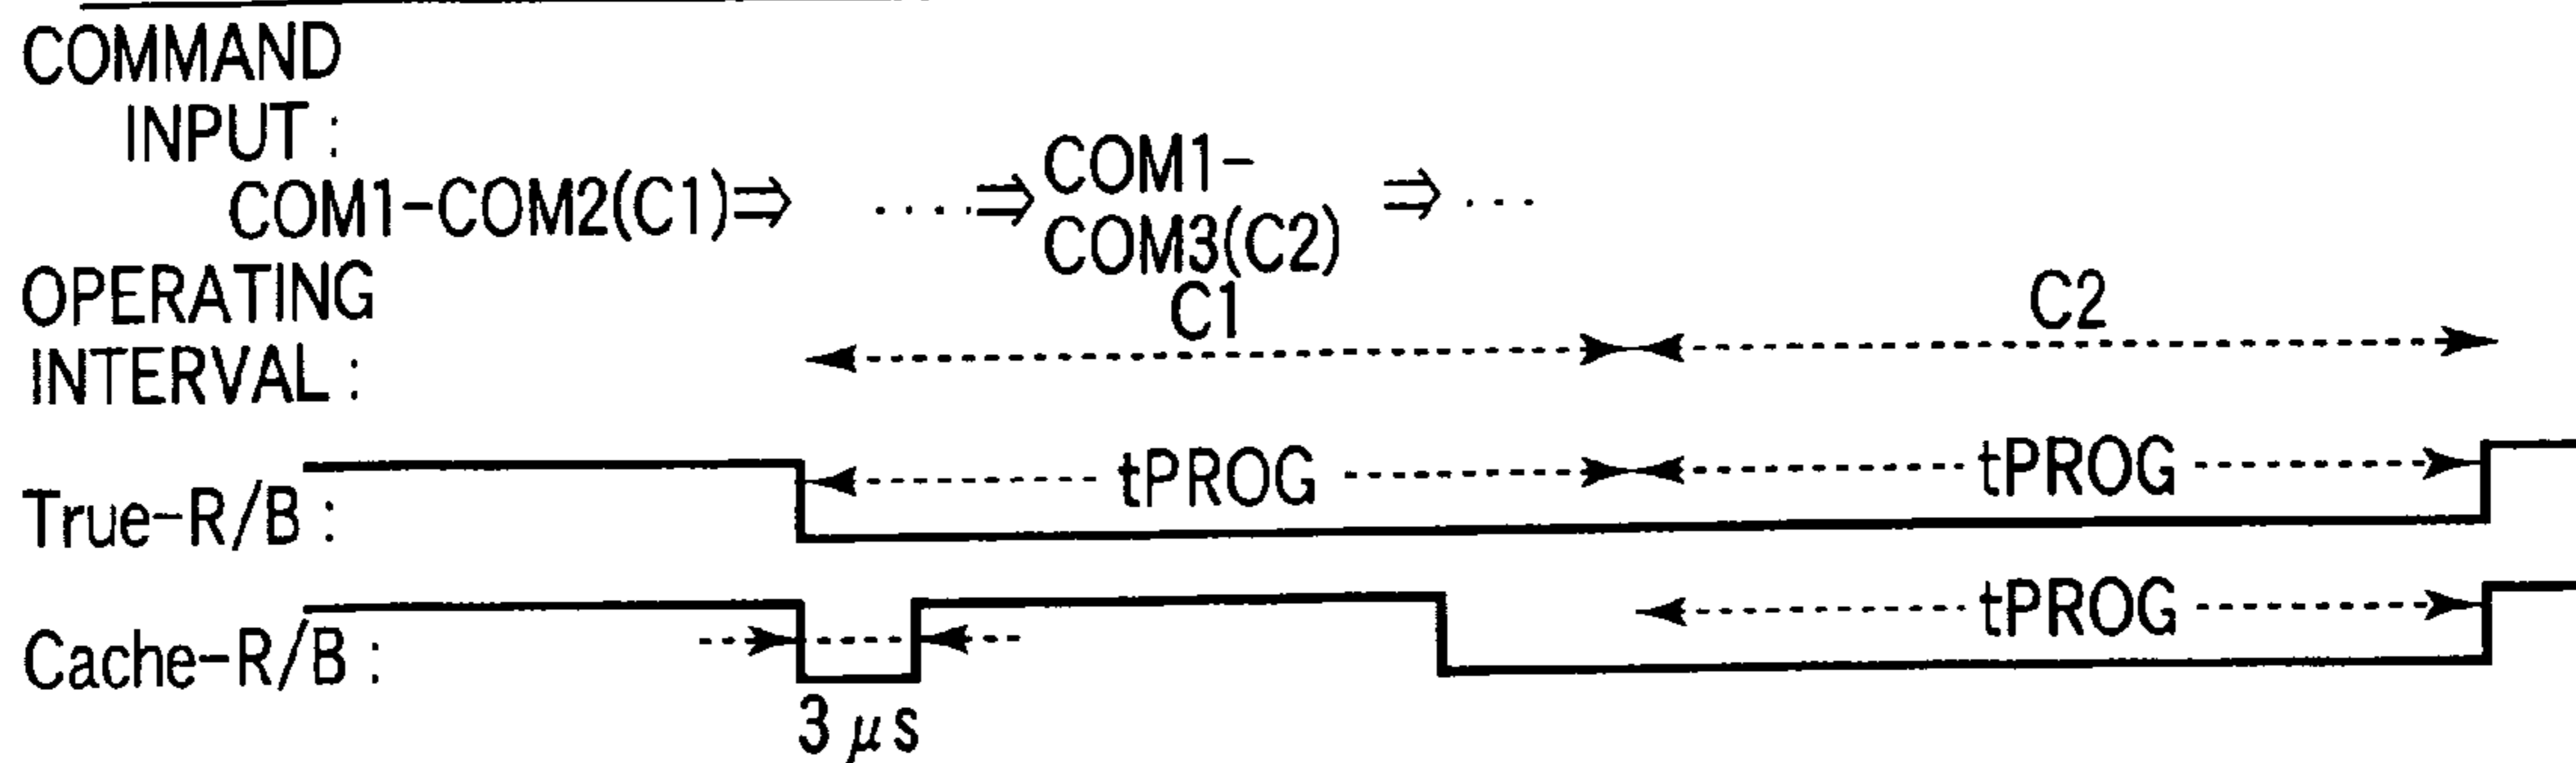 COMMAND
INPUT :
COM1-COM2(C1)⇒ ....⇒ COM1-
COM3(C2) ⇒ ...
OPERATING
INTERVAL :
C1 C2
True-R/B : tPROG tPROG
Cache-R/B : tPROG
3 μs